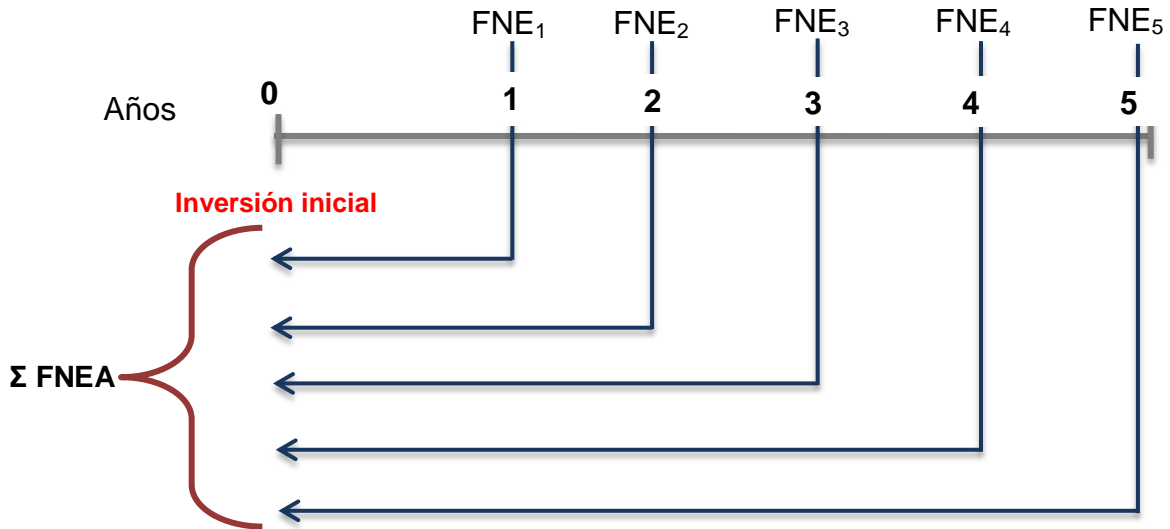 FNE₁ FNE₂ FNE₃ FNE₄ FNE₅
Años 0 1 2 3 4 5
Inversión inicial
Σ FNEA